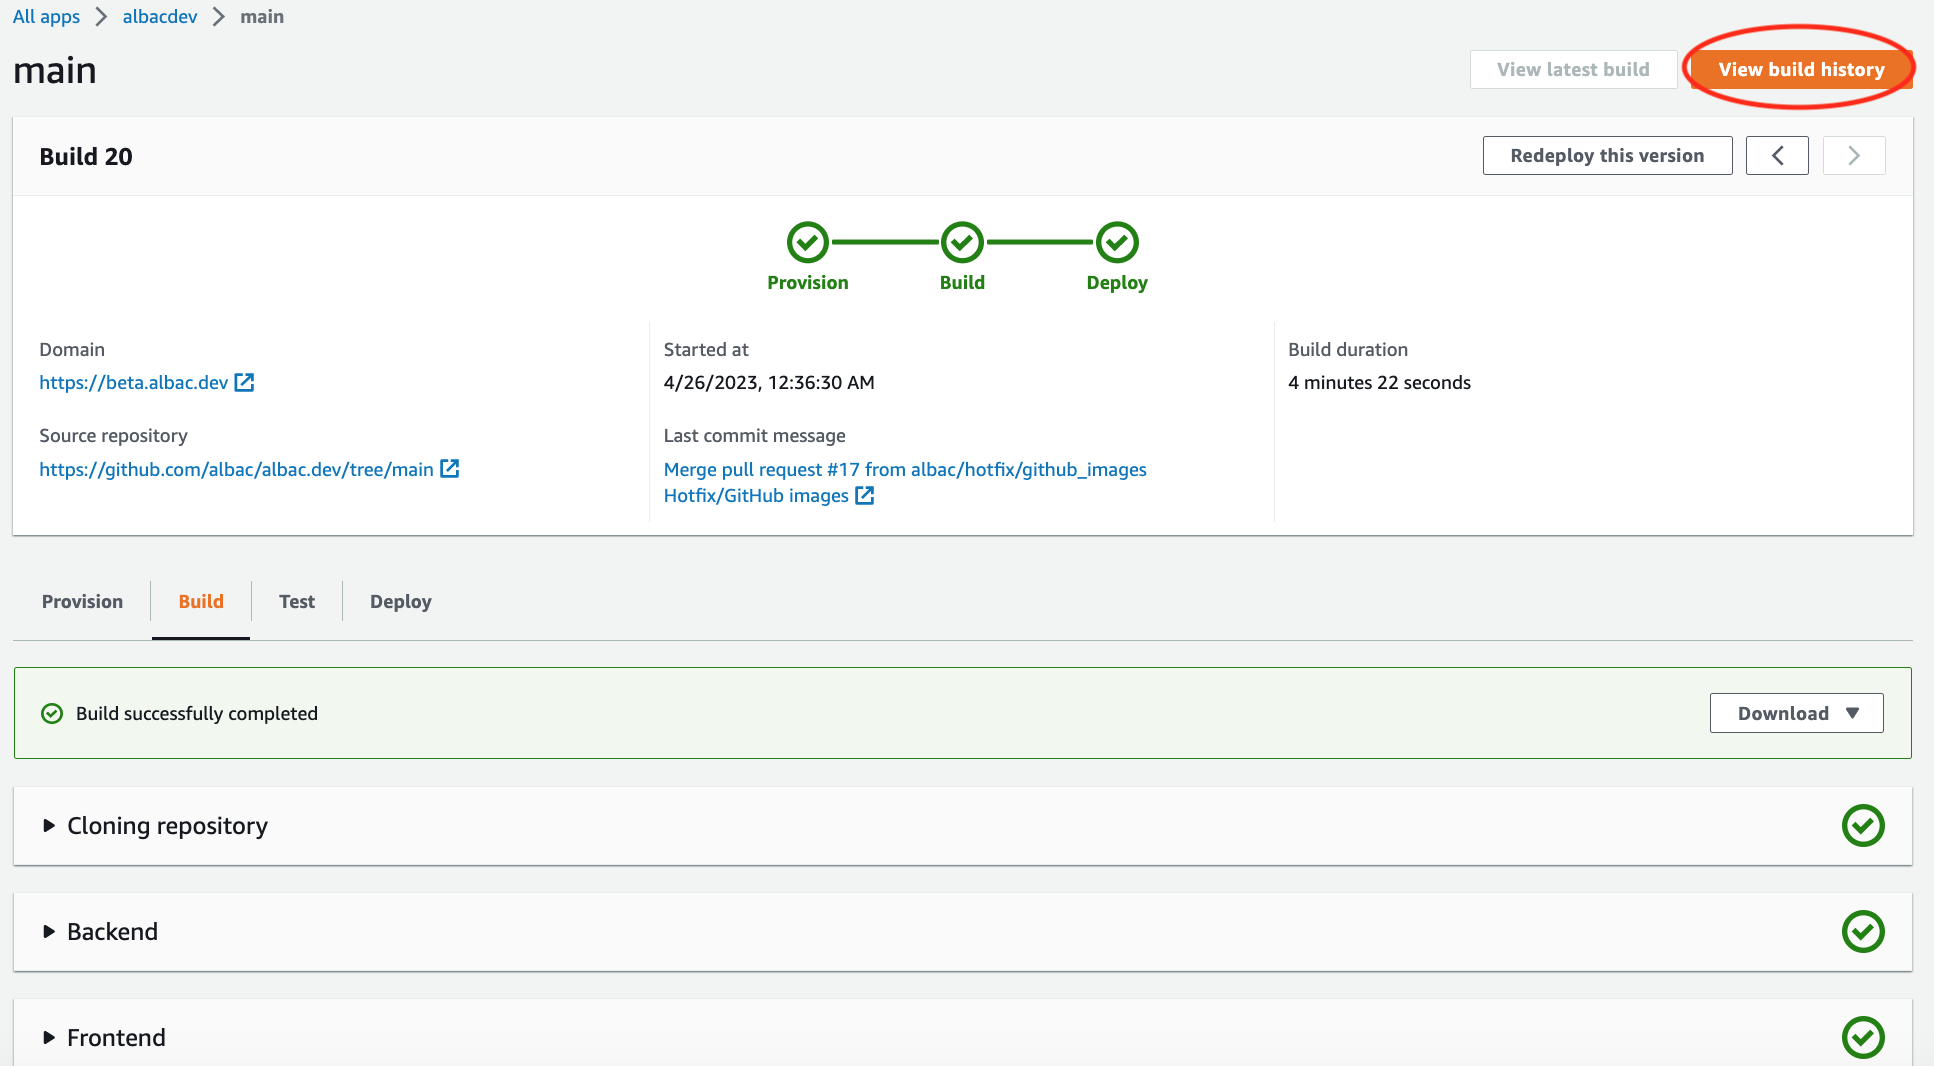 All apps > albacdev > main
main
View latest build
View build history
Build 20
Redeploy this version
Provision
Build
Deploy
Domain
https://beta.albac.dev
Source repository
https://github.com/albac/albac.dev/tree/main
Started at
4/26/2023, 12:36:30 AM
Last commit message
Merge pull request #17 from albac/hotfix/github_images
Hotfix/GitHub images
Build duration
4 minutes 22 seconds
Provision
Build
Test
Deploy
Build successfully completed
Download
Cloning repository
Backend
Frontend